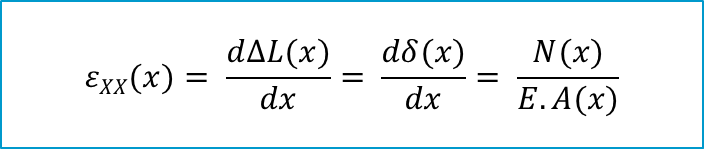 ε_XX(x) = dΔL(x)/dx = dδ(x)/dx = N(x)/E.A(x)